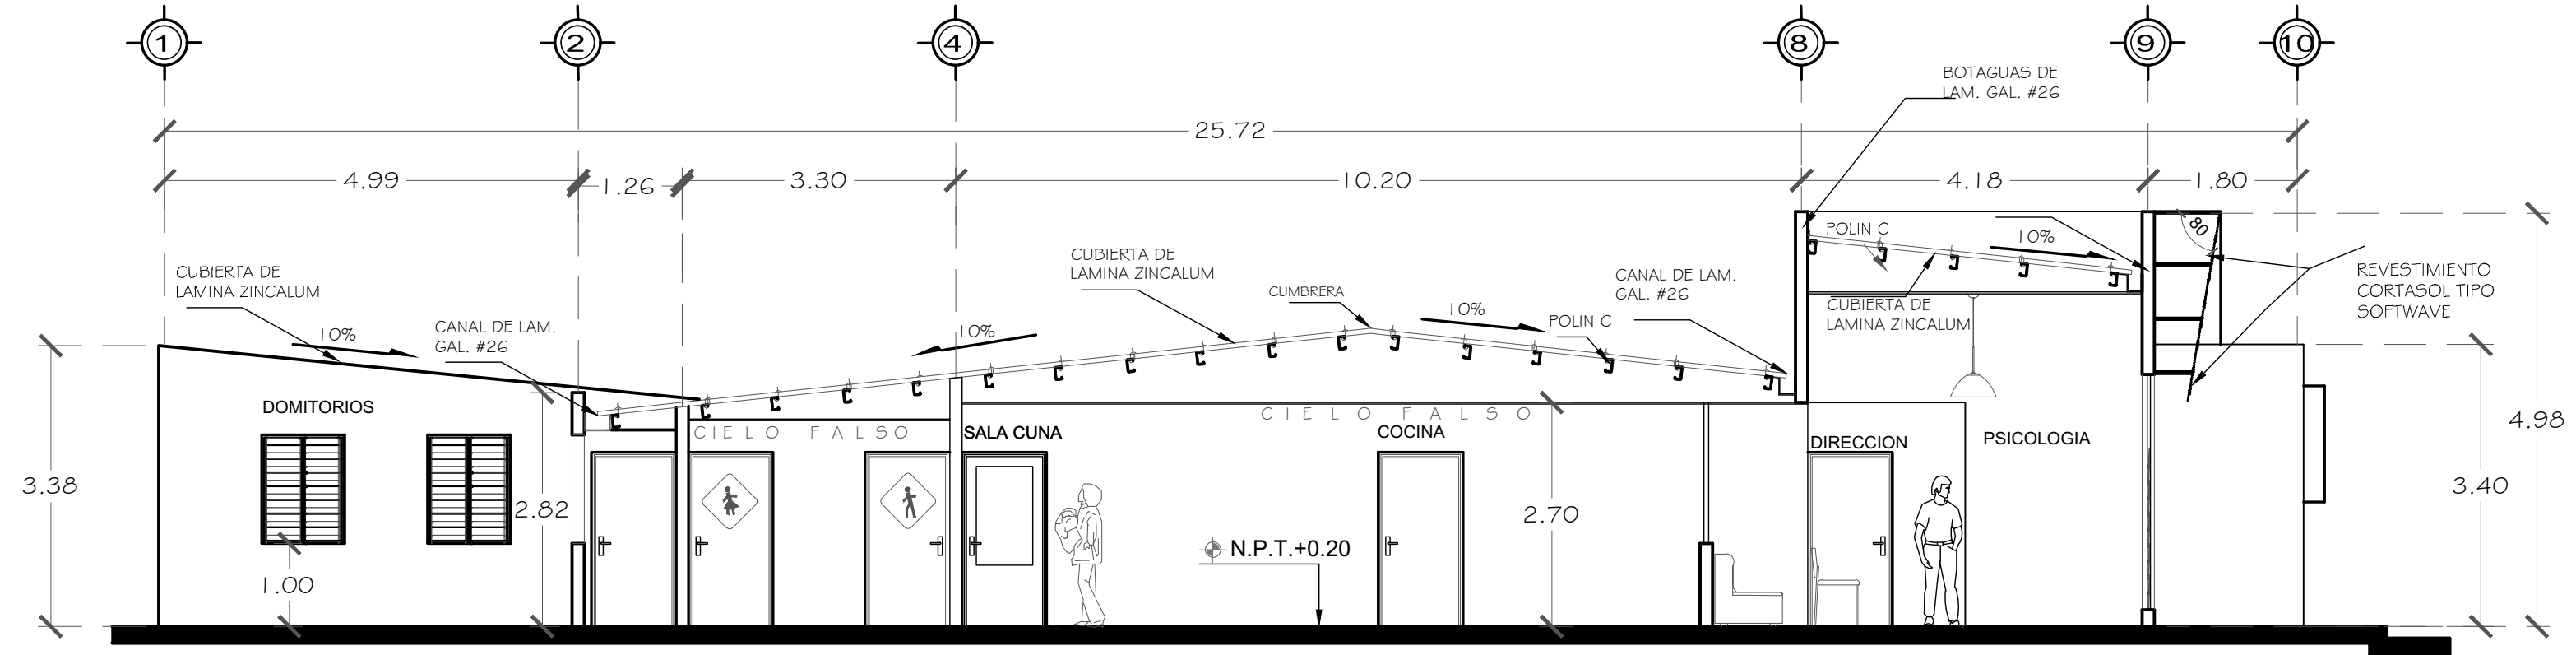 1
2
4
8
9
10
BOTAGUAS DE
LAM. GAL. #26
25.72
4.99
1.26
3.30
10.20
4.18
1.80
POLIN C
10%
80
CUBIERTA DE
LAMINA ZINCALUM
CUBIERTA DE
LAMINA ZINCALUM
CANAL DE LAM.
GAL. #26
REVESTIMIENTO
CORTASOL TIPO
SOFTWAVE
CUMBRERA
10%
10%
10%
CANAL DE LAM.
GAL. #26
POLIN C
CUBIERTA DE
LAMINA ZINCALUM
DOMITORIOS
CIELO FALSO
SALA CUNA
CIELO FALSO
COCINA
DIRECCION
PSICOLOGIA
3.38
2.82
2.70
3.40
4.98
N.P.T.+0.20
1.00